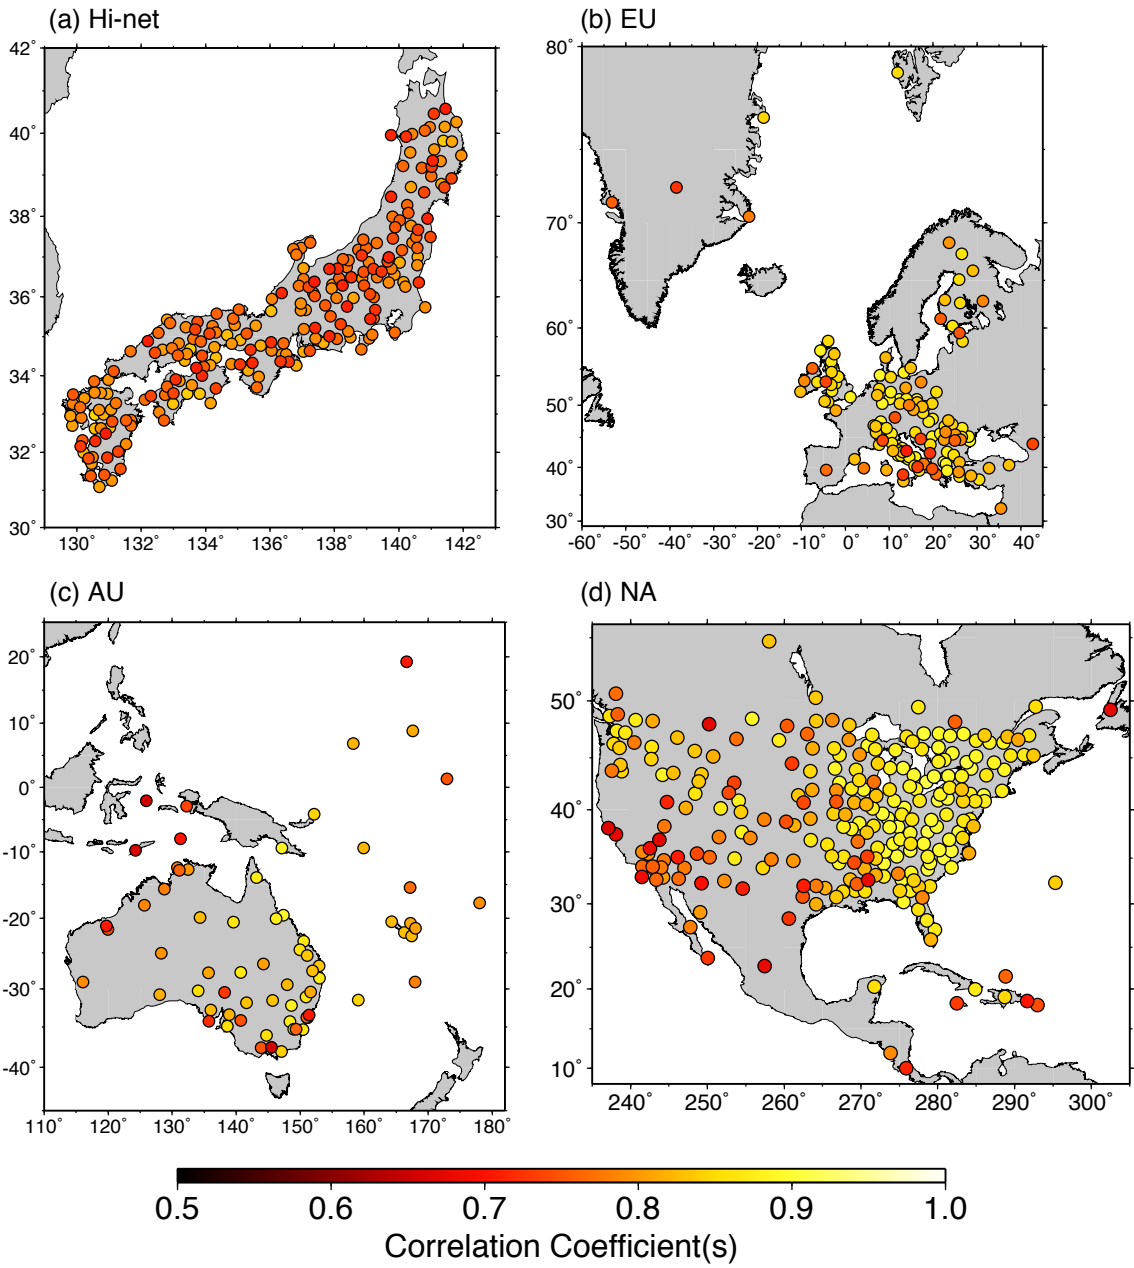 (a) Hi-net
42°
40°
38°
36°
34°
32°
30°
130° 132° 134° 136° 138° 140° 142°
(b) EU
80°
70°
60°
50°
40°
30°
-60° -50° -40° -30° -20° -10° 0° 10° 20° 30° 40°
(c) AU
20°
10°
0°
-10°
-20°
-30°
-40°
110° 120° 130° 140° 150° 160° 170° 180°
(d) NA
50°
40°
30°
20°
10°
240° 250° 260° 270° 280° 290° 300°
0.5 0.6 0.7 0.8 0.9 1.0
Correlation Coefficient(s)